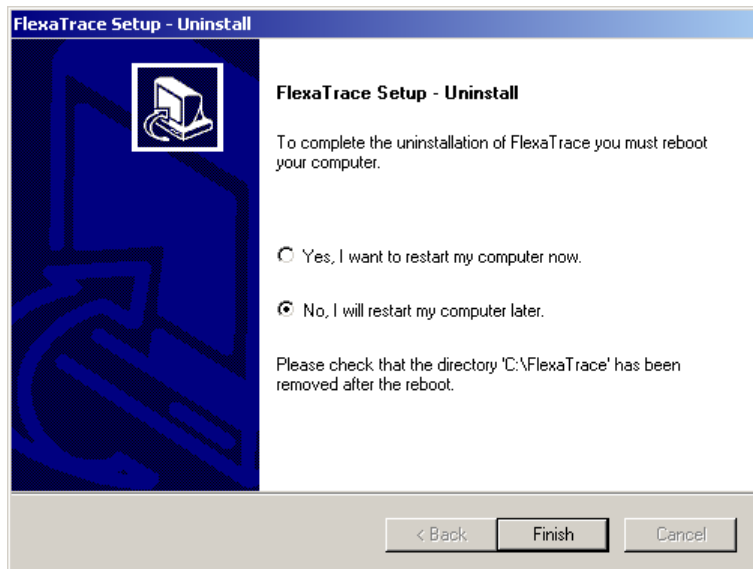 FlexaTrace Setup - Uninstall
FlexaTrace Setup - Uninstall
To complete the uninstallation of FlexaTrace you must reboot
your computer.
Yes, I want to restart my computer now.
No, I will restart my computer later.
Please check that the directory 'C:\FlexaTrace' has been
removed after the reboot.
< Back Finish Cancel